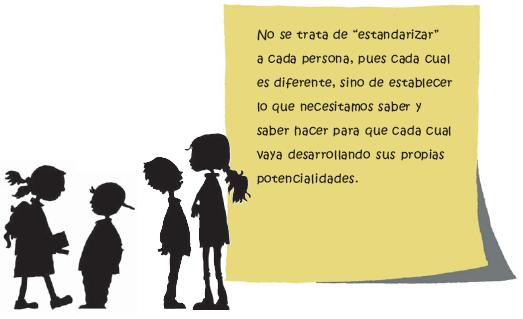 No se trata de “estandarizar”
a cada persona, pues cada cual
es diferente, sino de establecer
lo que necesitamos saber y
saber hacer para que cada cual
vaya desarrollando sus propias
potencialidades.